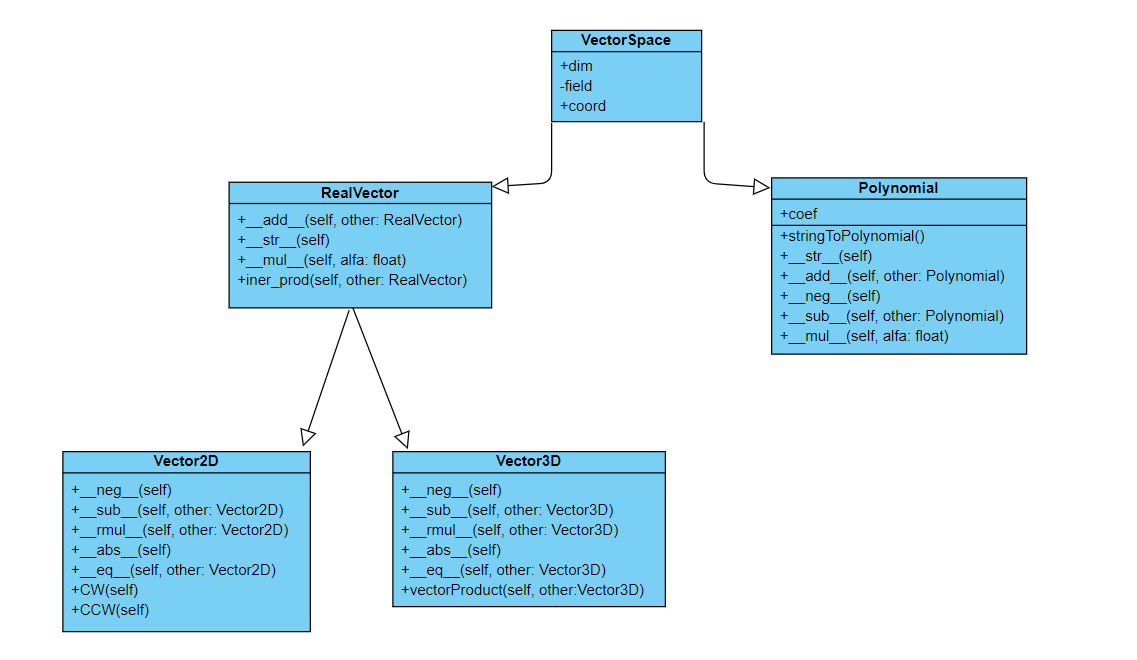 VectorSpace
+dim
-field
+coord
RealVector
+__add__(self, other: RealVector)
+__str__(self)
+__mul__(self, alfa: float)
+iner_prod(self, other: RealVector)
Polynomial
+coef
+stringToPolynomial()
+__str__(self)
+__add__(self, other: Polynomial)
+__neg__(self)
+__sub__(self, other: Polynomial)
+__mul__(self, alfa: float)
Vector2D
+__neg__(self)
+__sub__(self, other: Vector2D)
+__rmul__(self, other: Vector2D)
+__abs__(self)
+__eq__(self, other: Vector2D)
+CW(self)
+CCW(self)
Vector3D
+__neg__(self)
+__sub__(self, other: Vector3D)
+__rmul__(self, other: Vector3D)
+__abs__(self)
+__eq__(self, other: Vector3D)
+vectorProduct(self, other:Vector3D)